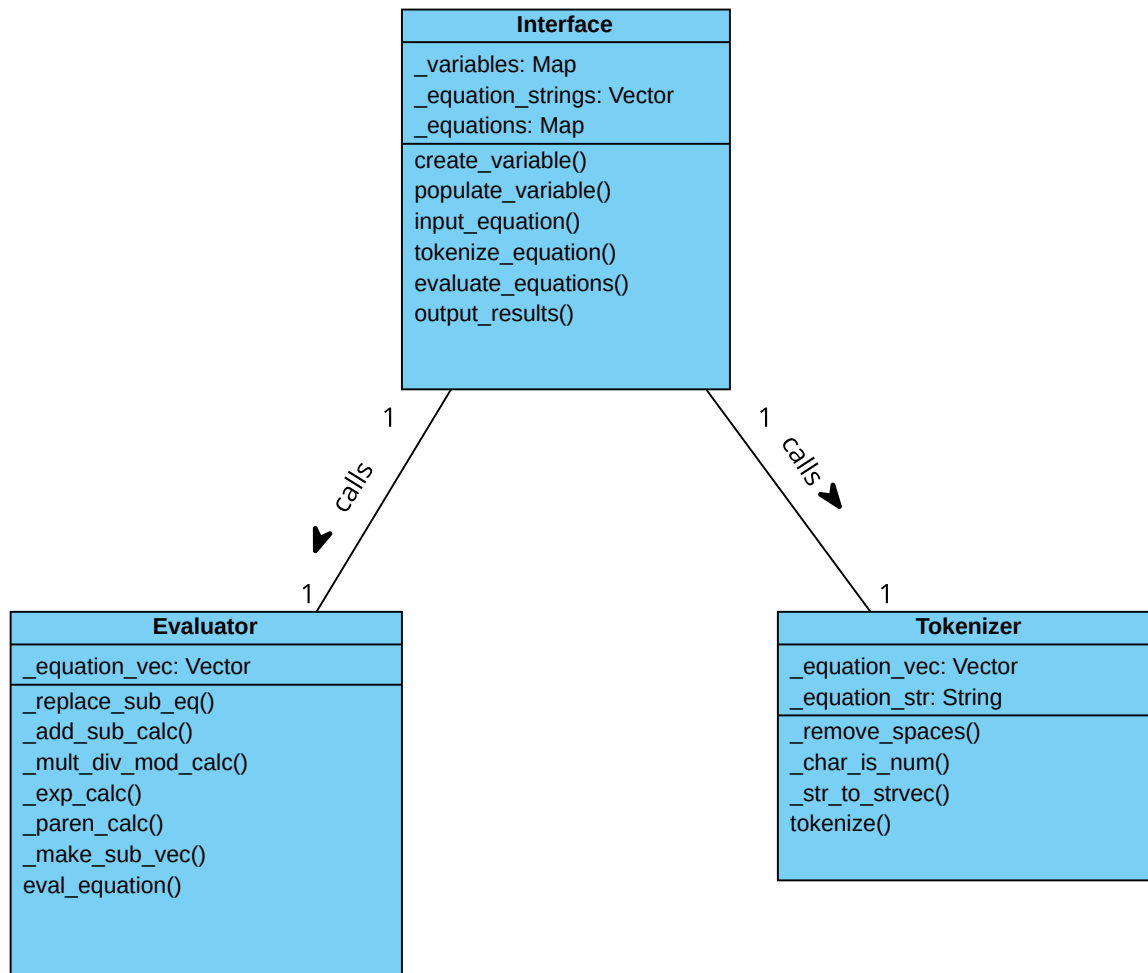 Interface
_variables: Map
_equation_strings: Vector
_equations: Map
create_variable()
populate_variable()
input_equation()
tokenize_equation()
evaluate_equations()
output_results()
1
calls
1
1
calls
1
Evaluator
_equation_vec: Vector
_replace_sub_eq()
_add_sub_calc()
_mult_div_mod_calc()
_exp_calc()
_paren_calc()
_make_sub_vec()
eval_equation()
Tokenizer
_equation_vec: Vector
_equation_str: String
_remove_spaces()
_char_is_num()
_str_to_strvec()
tokenize()